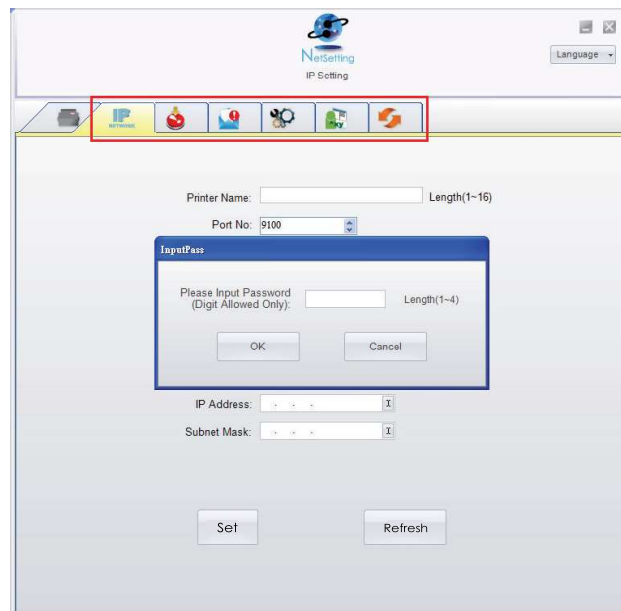 NetSetting
IP Setting
Language
IP
NETWORK
Printer Name: Length(1~16)
Port No: 9100
InputPass
Please Input Password
(Digit Allowed Only): Length(1~4)
OK Cancel
IP Address: . . .
Subnet Mask: . . .
Set Refresh